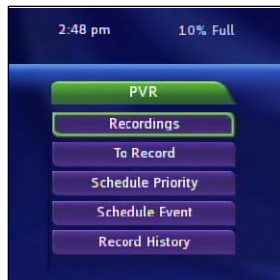 2:48 pm 10% Full
PVR
Recordings
To Record
Schedule Priority
Schedule Event
Record History